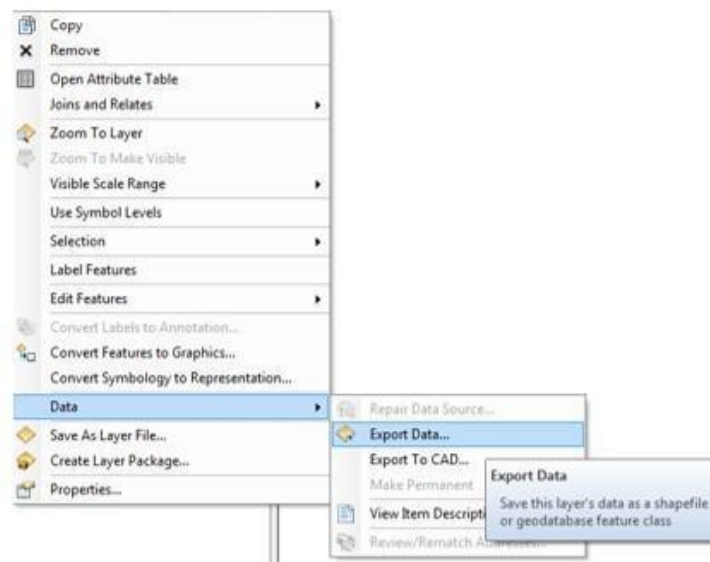 Copy
Remove
Open Attribute Table
Joins and Relates
Zoom To Layer
Zoom To Make Visible
Visible Scale Range
Use Symbol Levels
Selection
Label Features
Edit Features
Convert Labels to Annotation...
Convert Features to Graphics...
Convert Symbology to Representation...
Data
Save As Layer File...
Create Layer Package...
Properties...
Repair Data Source...
Export Data...
Export To CAD...
Make Permanent
View Item Descripti
Review/Rematch Addresses...
Export Data
Save this layer's data as a shapefile
or geodatabase feature class